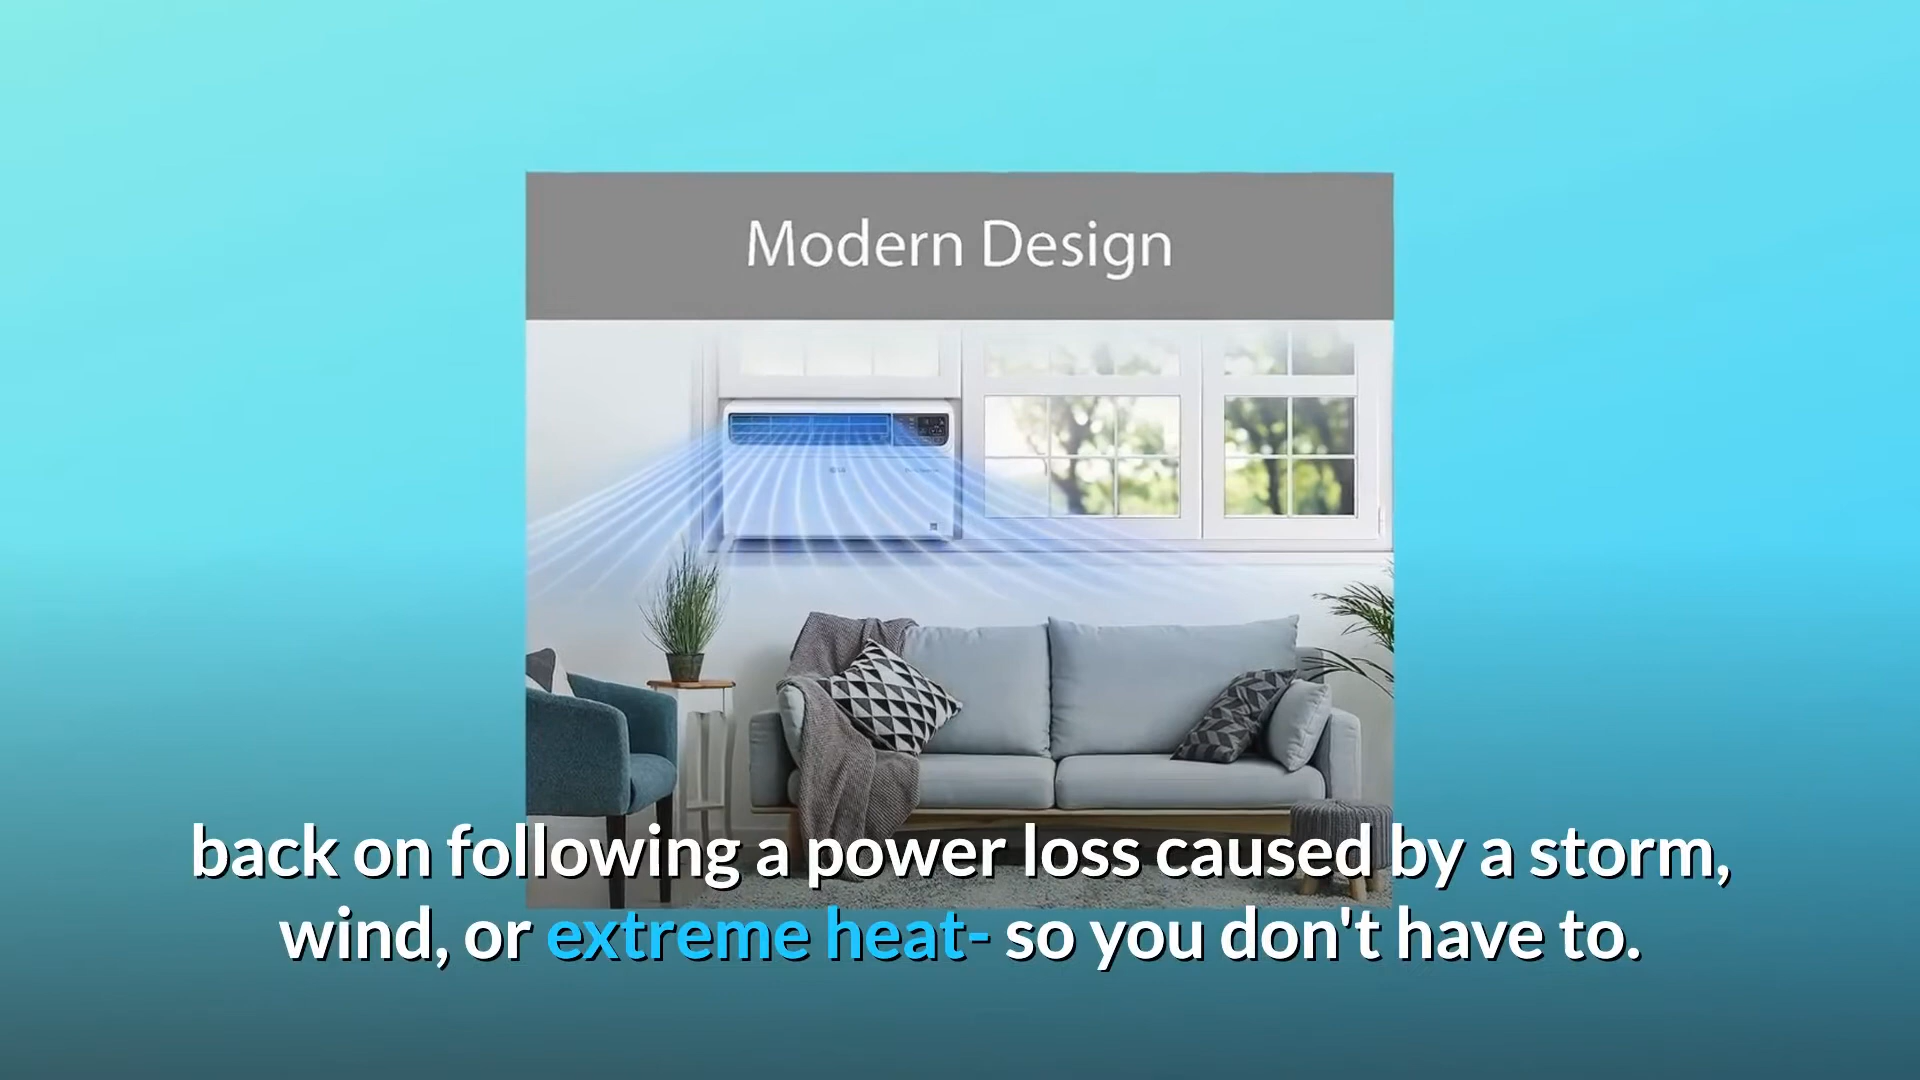 Modern Design
back on following a power loss caused by a storm,
wind, or extreme heat- so you don't have to.